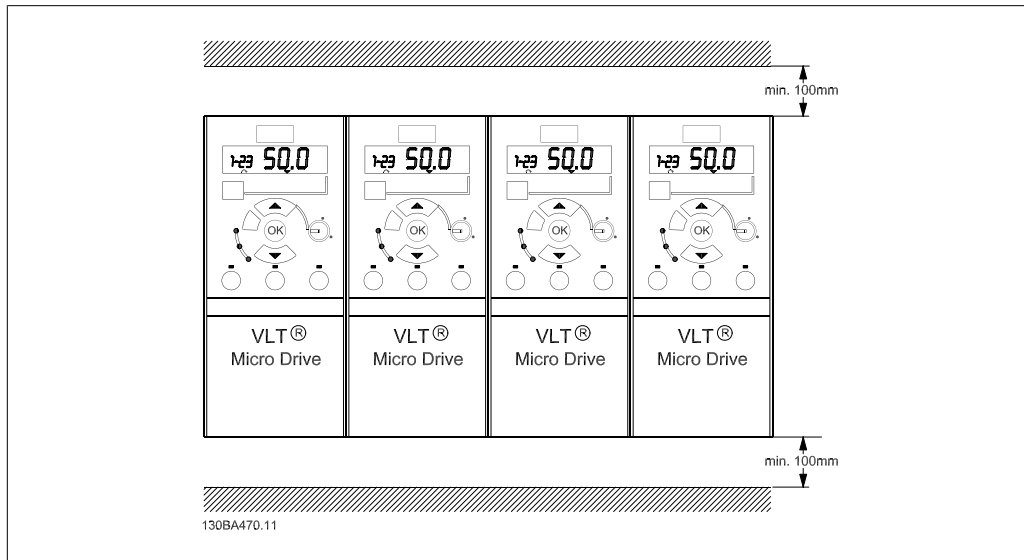 min. 100mm
1-23 50.0
1-23 50.0
1-23 50.0
1-23 50.0
OK
OK
OK
OK
VLT®
Micro Drive
VLT®
Micro Drive
VLT®
Micro Drive
VLT®
Micro Drive
min. 100mm
130BA470.11